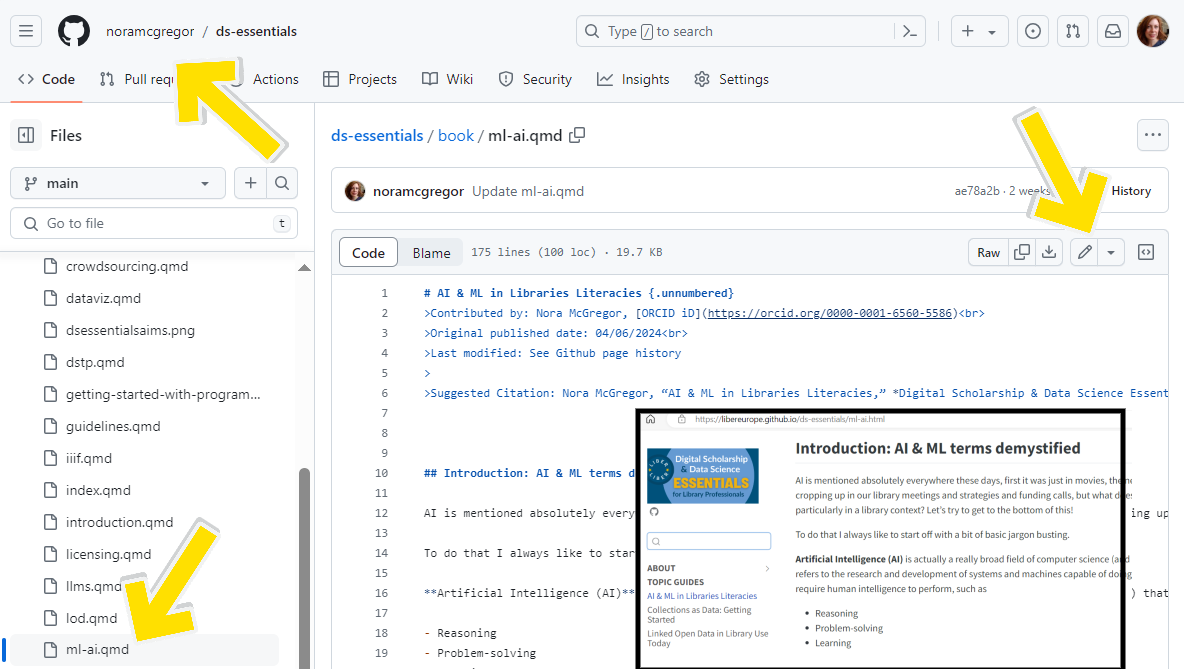 noramcgregor / ds-essentials
Type / to search
Code
Pull requ
Actions
Projects
Wiki
Security
Insights
Settings
Files
main
Go to file
t
crowdsourcing.qmd
dataviz.qmd
dsessentialsaims.png
dstp.qmd
getting-started-with-program...
guidelines.qmd
iiif.qmd
index.qmd
introduction.qmd
licensing.qmd
llms.qmd
lod.qmd
ml-ai.qmd
ds-essentials / book / ml-ai.qmd
noramcgregor Update ml-ai.qmd
ae78a2b · 2 weeks
History
Code Blame 175 lines (100 loc) · 19.7 KB
Raw
1 # AI & ML in Libraries Literacies {.unnumbered}
2 >Contributed by: Nora McGregor, [ORCID iD](https://orcid.org/0000-0001-6560-5586)<br>
3 >Original published date: 04/06/2024<br>
4 >Last modified: See Github page history
5 >
6 >Suggested Citation: Nora McGregor, “AI & ML in Libraries Literacies,” *Digital Scholarship & Data Science Essent
7
8
9
10 ## Introduction: AI & ML terms d
11
12 AI is mentioned absolutely every
ing up
13
14 To do that I always like to star
15
16 **Artificial Intelligence (AI)**
) that
17
18 - Reasoning
19 - Problem-solving
https://libereurope.github.io/ds-essentials/ml-ai.html
LIBER
Digital Scholarship
& Data Science
ESSENTIALS
for Library Professionals
ABOUT
TOPIC GUIDES
AI & ML in Libraries Literacies
Collections as Data: Getting
Started
Linked Open Data in Library Use
Today
Introduction: AI & ML terms demystified
AI is mentioned absolutely everywhere these days, first it was just in movies, the
cropping up in our library meetings and strategies and funding calls, but what
particularly in a library context? Let’s try to get to the bottom of this!
To do that I always like to start off with a bit of basic jargon busting.
Artificial Intelligence (AI) is actually a really broad field of computer science (and
refers to the research and development of systems and machines capable of doing
require human intelligence to perform, such as
• Reasoning
• Problem-solving
• Learning